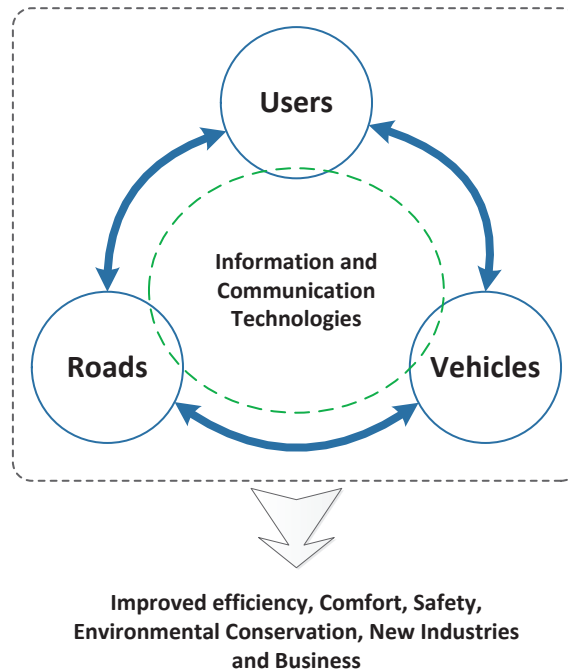 Users
Information and
Communication
Technologies
Roads
Vehicles
Improved efficiency, Comfort, Safety,
Environmental Conservation, New Industries
and Business